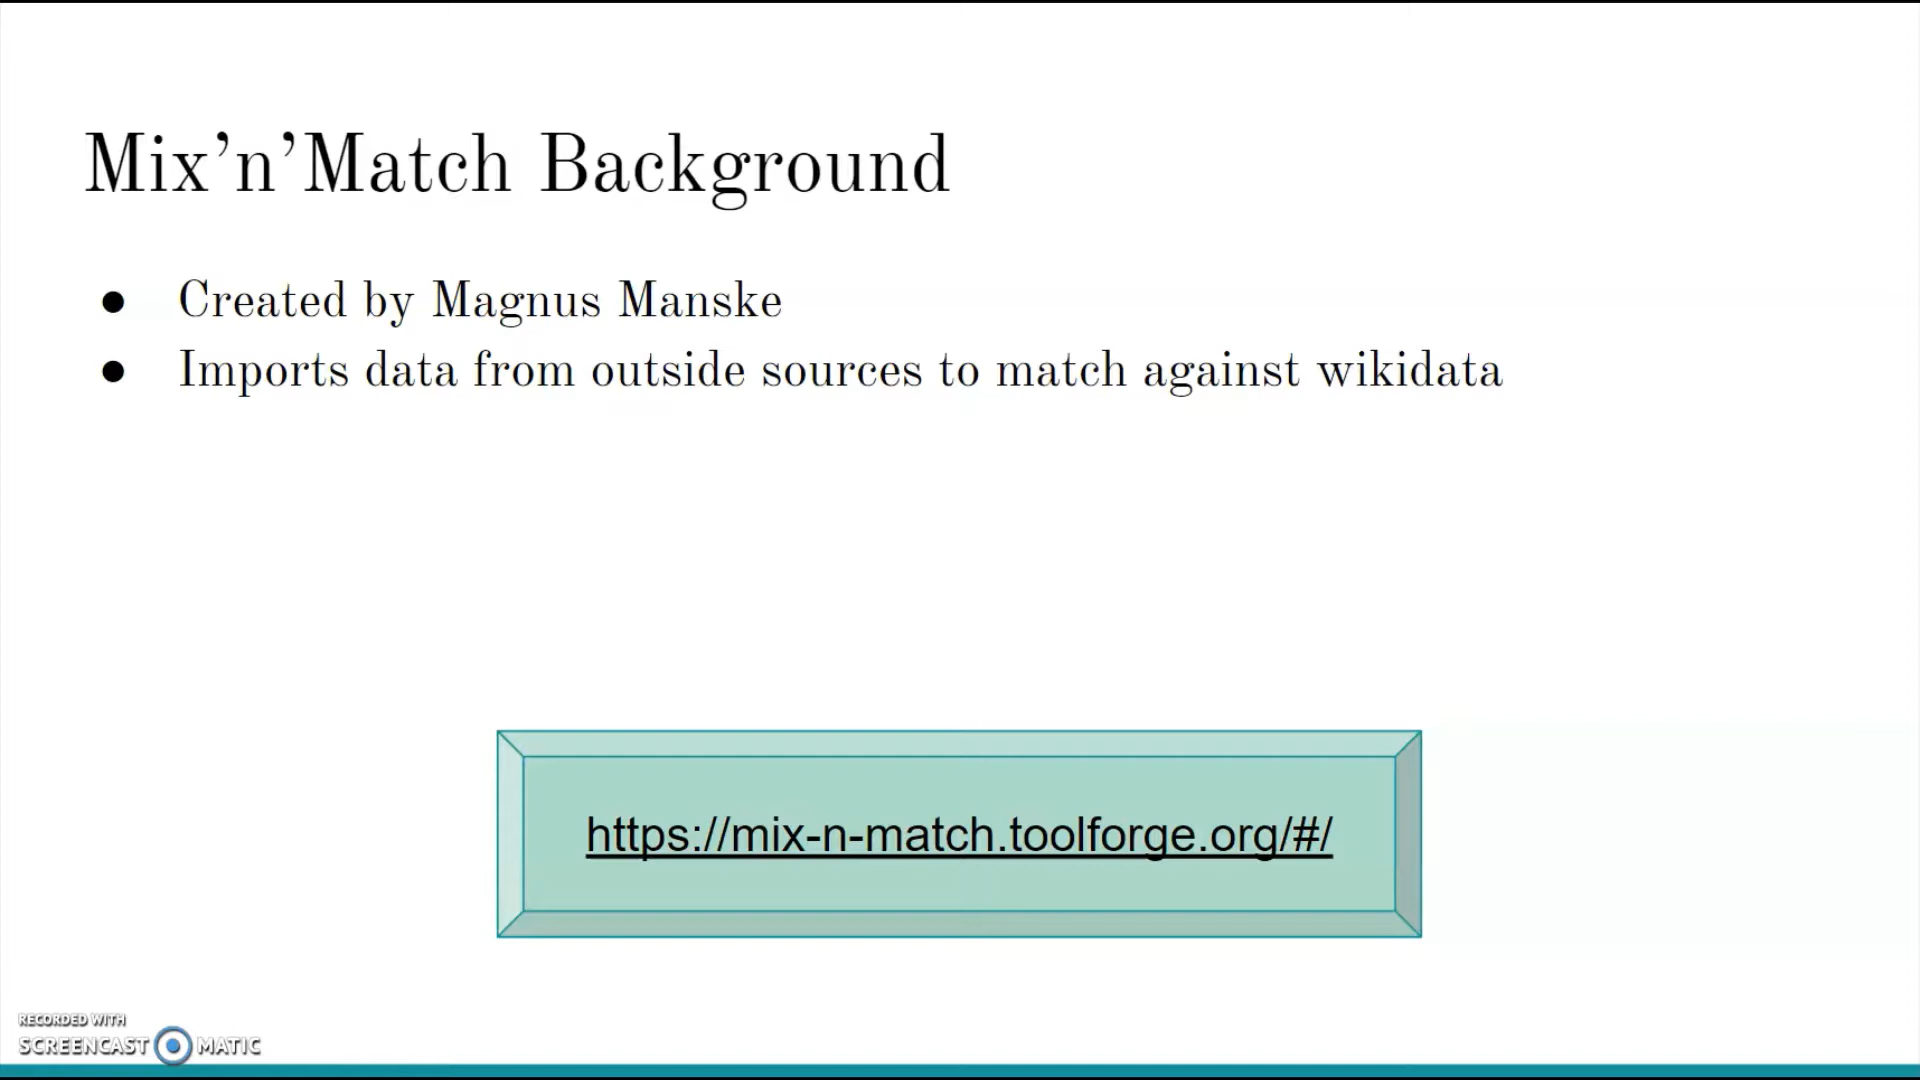 Mix’n’Match Background
● Created by Magnus Manske
● Imports data from outside sources to match against wikidata
https://mix-n-match.toolforge.org/#/
RECORDED WITH
SCREENCAST MATIC